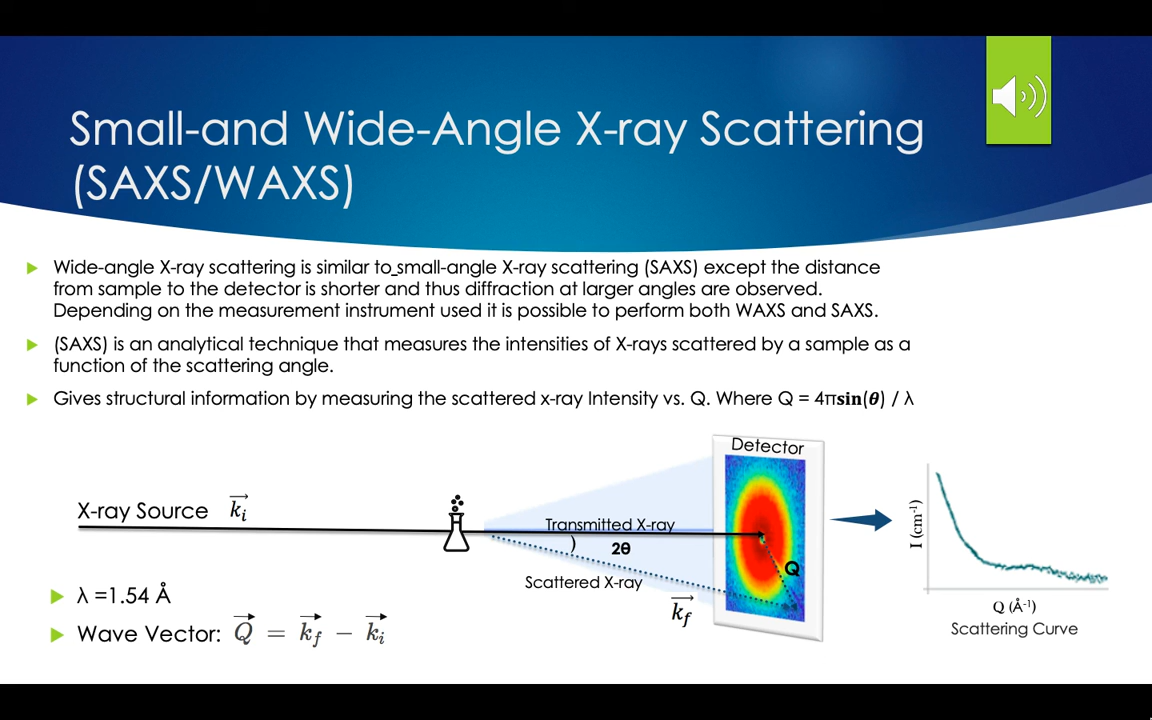 Small-and Wide-Angle X-ray Scattering
(SAXS/WAXS)
Wide-angle X-ray scattering is similar to small-angle X-ray scattering (SAXS) except the distance
from sample to the detector is shorter and thus diffraction at larger angles are observed.
Depending on the measurement instrument used it is possible to perform both WAXS and SAXS.
(SAXS) is an analytical technique that measures the intensities of X-rays scattered by a sample as a
function of the scattering angle.
Gives structural information by measuring the scattered x-ray Intensity vs. Q. Where Q = 4πsin(θ) / λ
Detector
X-ray Source k⃗ᵢ
Transmitted X-ray
) 2θ
Scattered X-ray
Q
k⃗_f
I (cm⁻¹)
Q (Å⁻¹)
Scattering Curve
λ =1.54 Å
Wave Vector: Q⃗ = k⃗_f − k⃗ᵢ